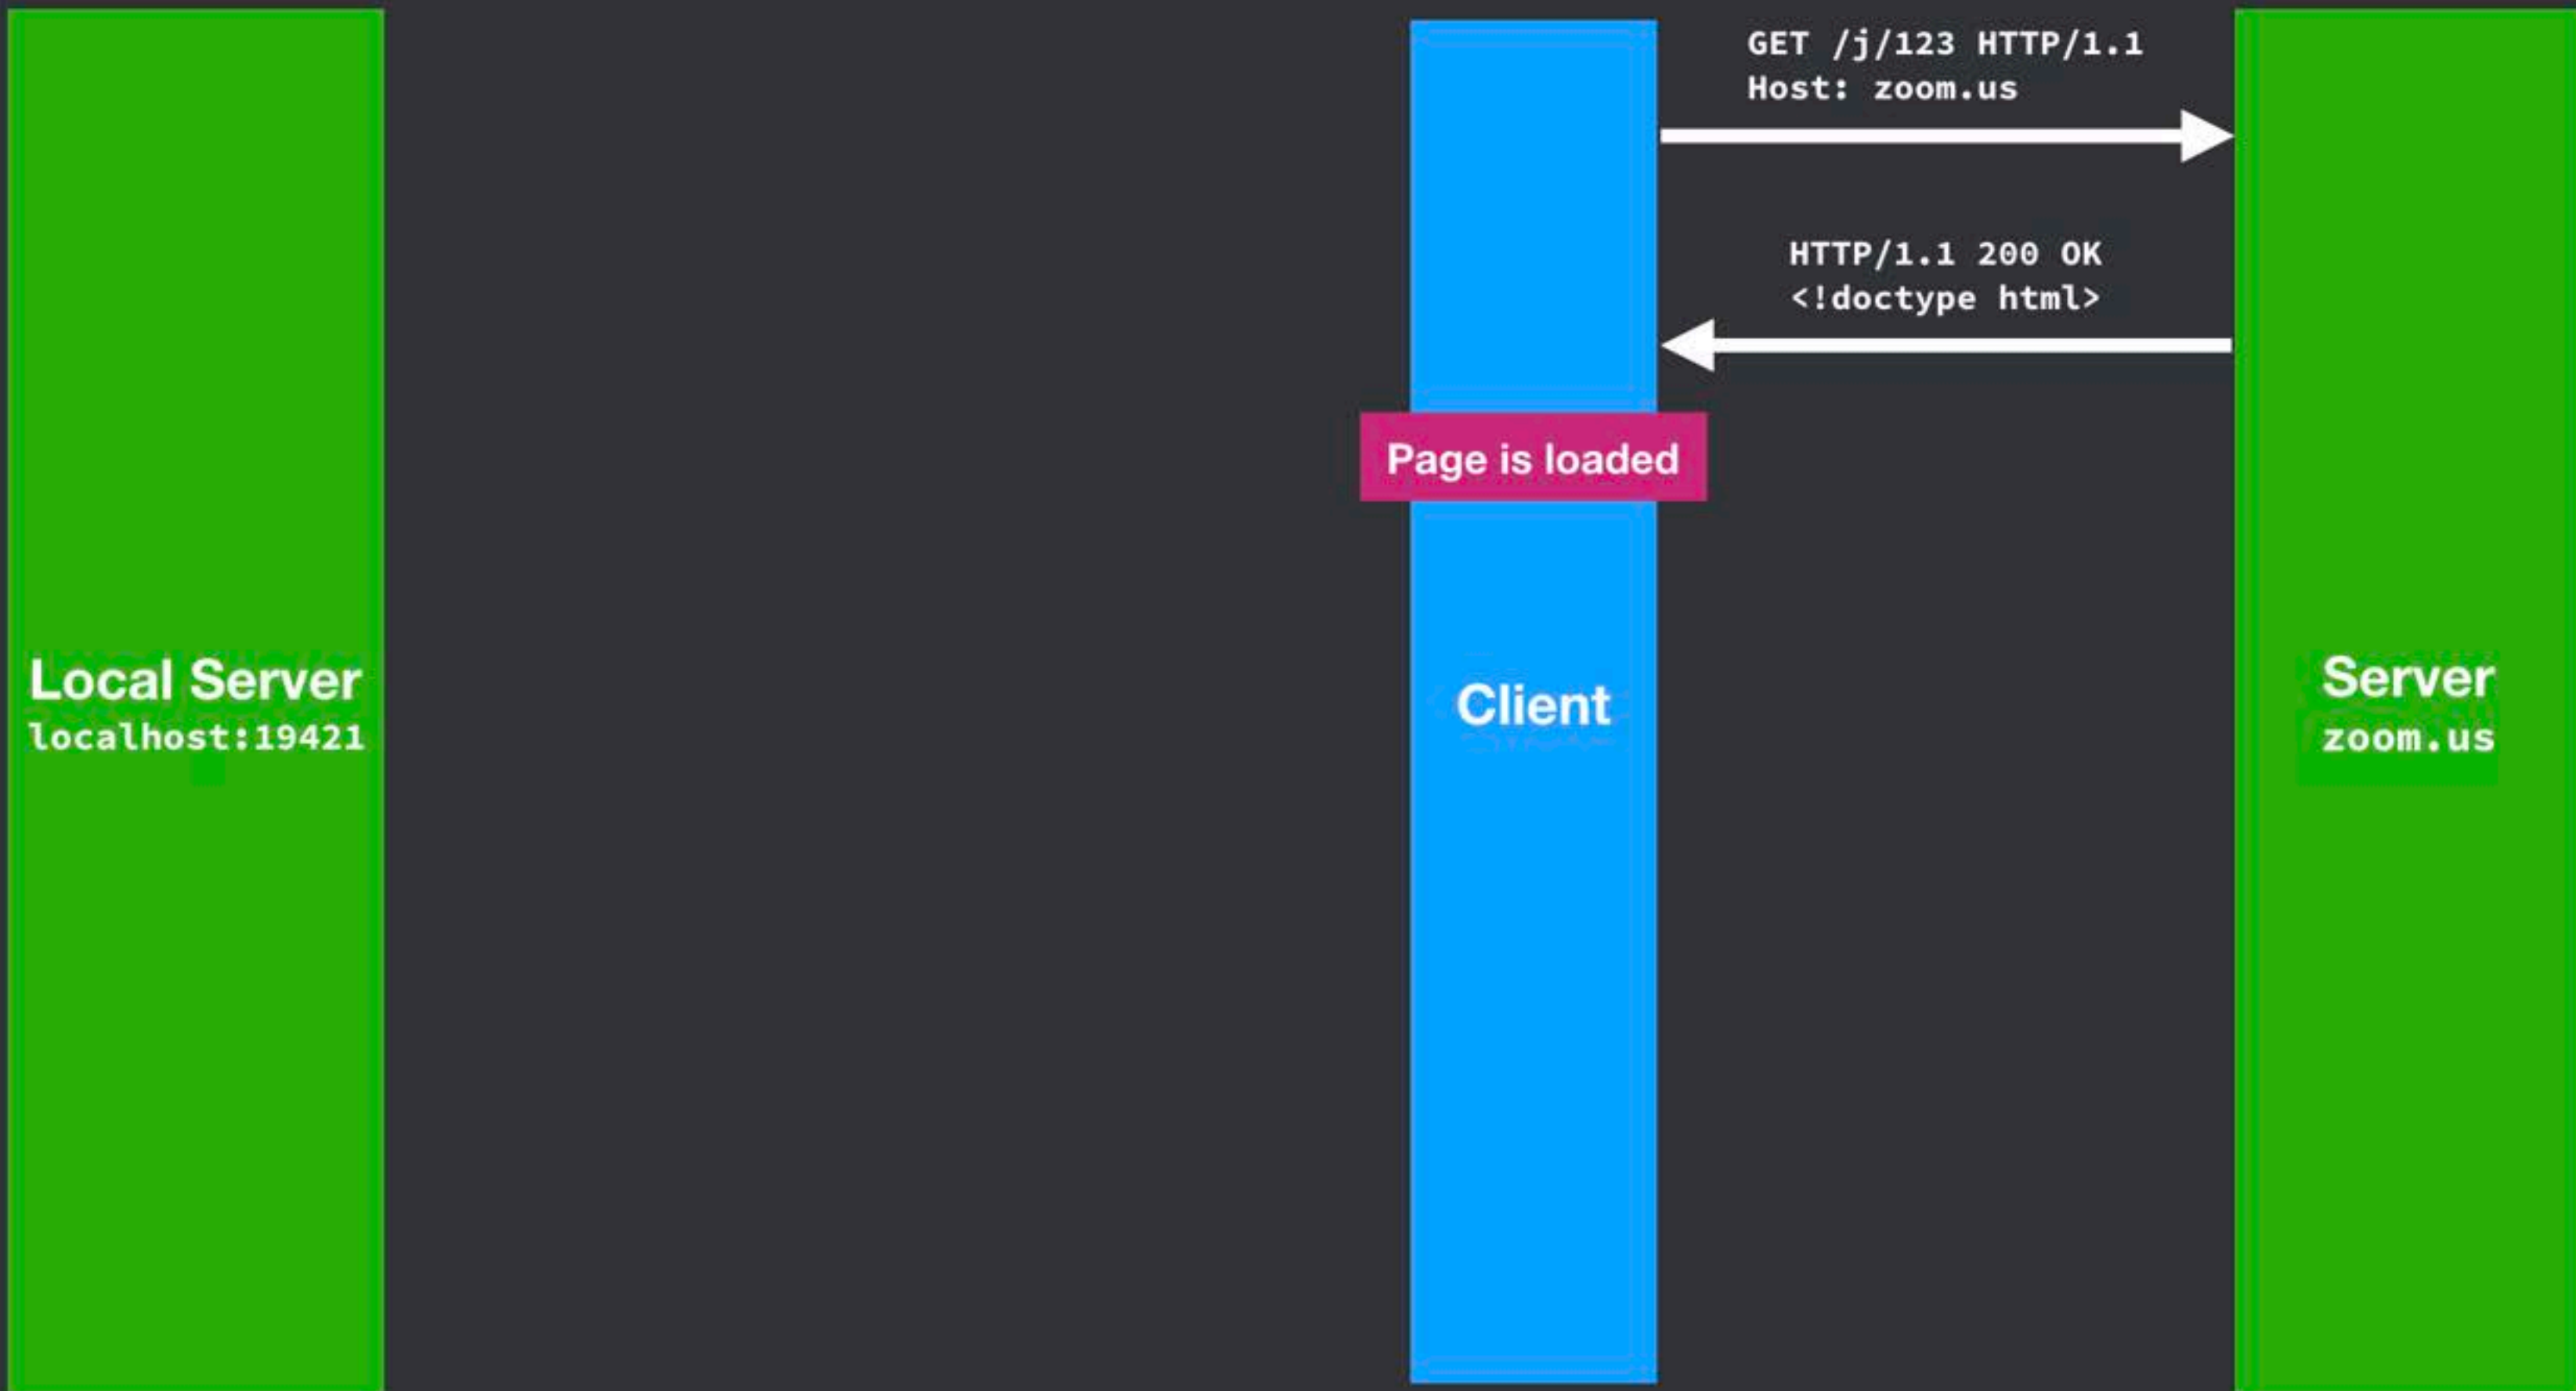 GET /j/123 HTTP/1.1
Host: zoom.us
HTTP/1.1 200 OK
<!doctype html>
Page is loaded
Local Server
localhost:19421
Client
Server
zoom.us